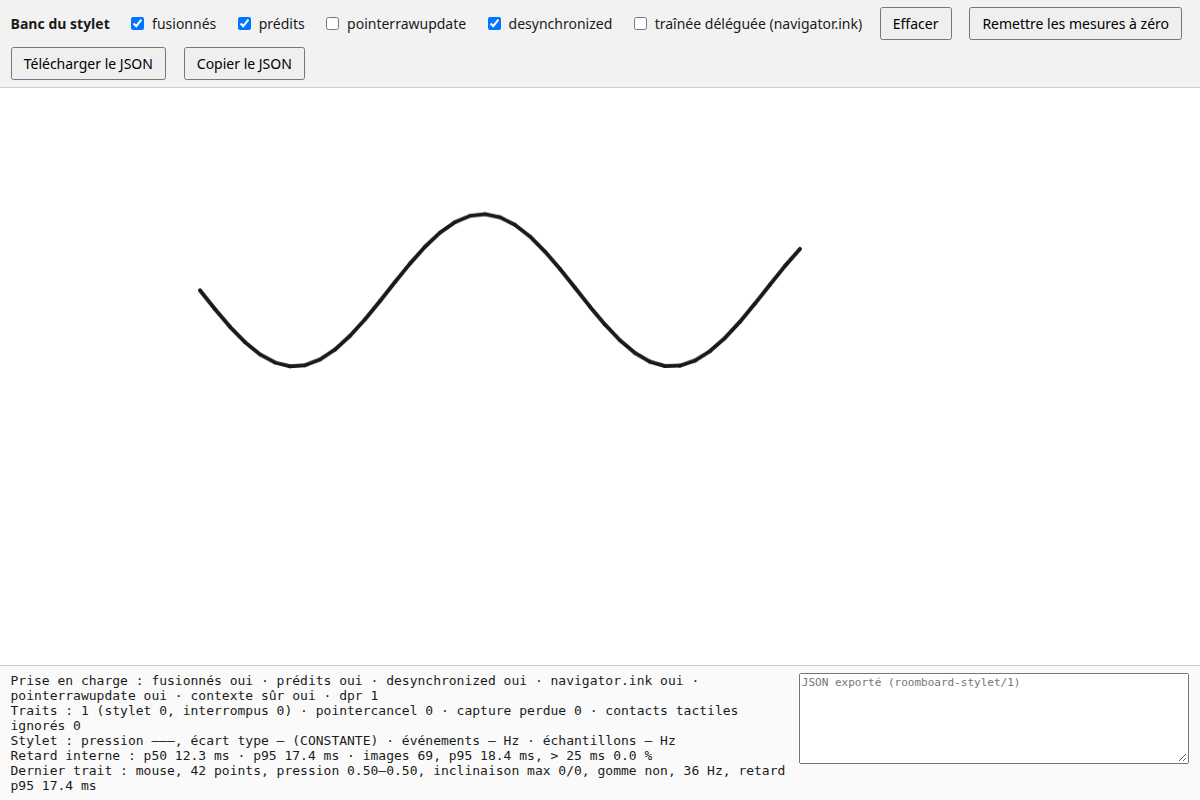 Banc du stylet fusionnés prédits pointerrawupdate desynchronized traînée déléguée (navigator.ink) Effacer Remettre les mesures à zéro
Télécharger le JSON Copier le JSON
Prise en charge : fusionnés oui · prédits oui · desynchronized oui · navigator.ink oui ·
pointerrawupdate oui · contexte sûr oui · dpr 1
Traits : 1 (stylet 0, interrompus 0) · pointercancel 0 · capture perdue 0 · contacts tactiles
ignorés 0
Stylet : pression —–—, écart type — (CONSTANTE) · événements — Hz · échantillons — Hz
Retard interne : p50 12.3 ms · p95 17.4 ms · images 69, p95 18.4 ms, > 25 ms 0.0 %
Dernier trait : mouse, 42 points, pression 0.50–0.50, inclinaison max 0/0, gomme non, 36 Hz, retard
p95 17.4 ms
JSON exporté (roomboard-stylet/1)